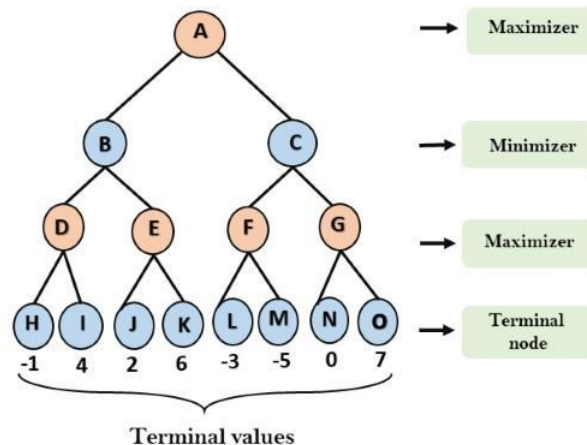 A
Maximizer
B
C
Minimizer
D
E
F
G
Maximizer
H
I
J
K
L
M
N
O
Terminal
node
-1
4
2
6
-3
-5
0
7
Terminal values